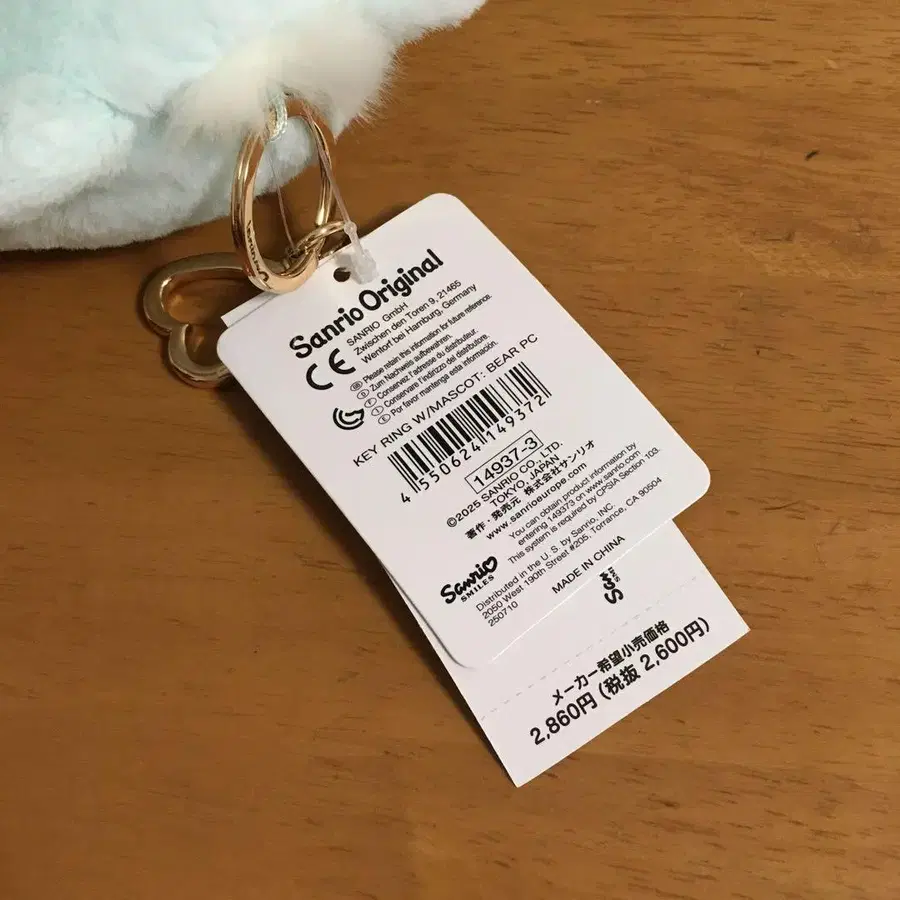 Sanrio Original
SANRIO GmbH
Zwischen den Toren 9, 21465
Wentorf bei Hamburg, Germany
CE
GB Please retain this information for future reference.
D Zum Nachweis aufbewahren.
F Conservez l'adresse du distributeur.
I Conservare l'indirizzo del distributore.
E Por favor mantenga esta información.
KEY RING W/MASCOT: BEAR PC
4 550624 149372
14937-3
©2025 SANRIO CO., LTD.
TOKYO, JAPAN
著作・発売元 株式会社サンリオ
www.sanrioeurope.com
You can obtain product information by
entering 149373 on www.sanrio.com
This system is required by CPSIA Section 103.
Sanrio
SMILES
Distributed in the U. S. by Sanrio, INC.
2050 West 190th Street #205, Torrance, CA 90504
250710
MADE IN CHINA
メーカー希望小売価格
2,860円 (税抜 2,600円)